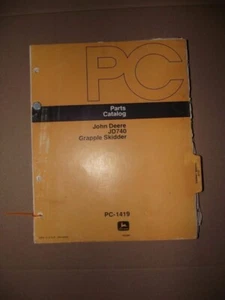 PC
Parts
Catalog
John Deere
JD740
Grapple Skidder
PC-1419